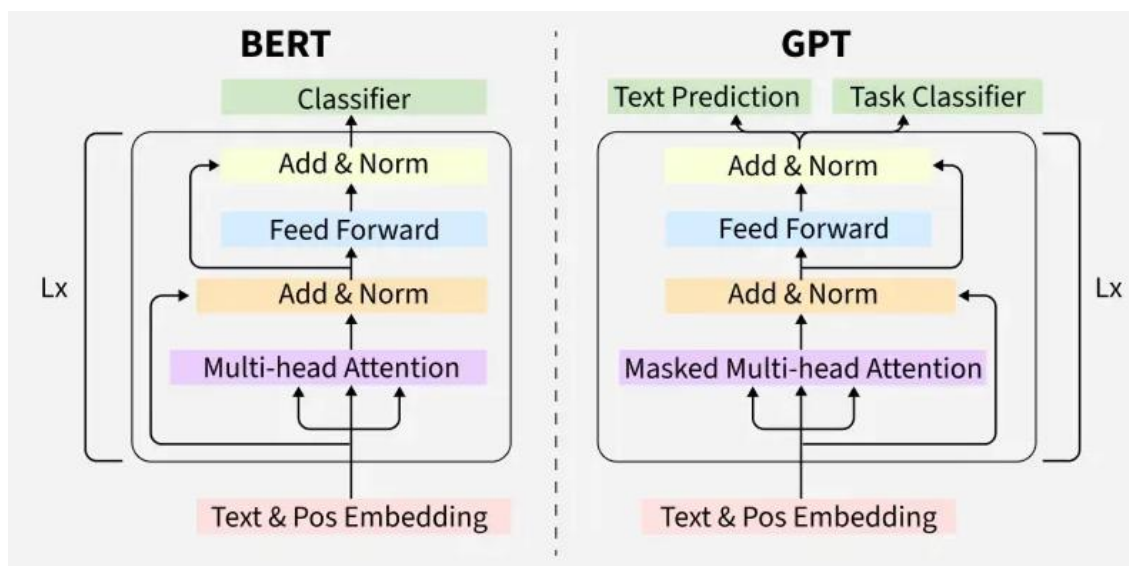 BERT
Classifier
Add & Norm
Feed Forward
Add & Norm
Multi-head Attention
Text & Pos Embedding
Lx
GPT
Text Prediction
Task Classifier
Add & Norm
Feed Forward
Add & Norm
Masked Multi-head Attention
Text & Pos Embedding
Lx